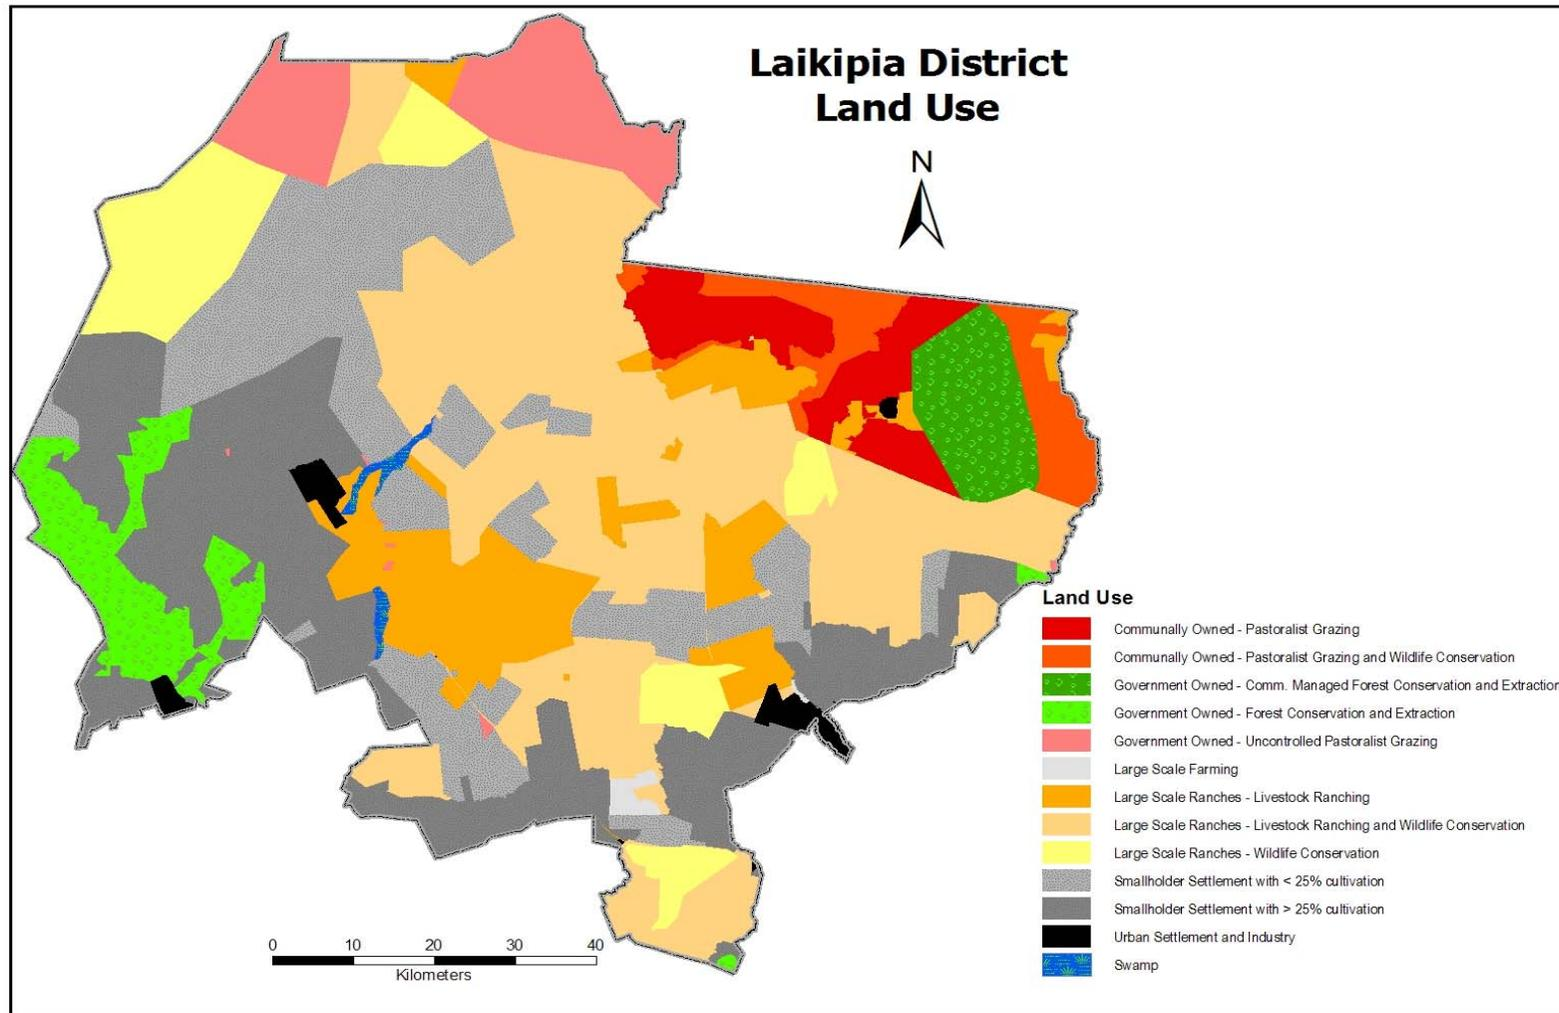 Laikipia District
Land Use
N
Land Use
Communally Owned - Pastoralist Grazing
Communally Owned - Pastoralist Grazing and Wildlife Conservation
Government Owned - Comm. Managed Forest Conservation and Extraction
Government Owned - Forest Conservation and Extraction
Government Owned - Uncontrolled Pastoralist Grazing
Large Scale Farming
Large Scale Ranches - Livestock Ranching
Large Scale Ranches - Livestock Ranching and Wildlife Conservation
Large Scale Ranches - Wildlife Conservation
Smallholder Settlement with < 25% cultivation
Smallholder Settlement with > 25% cultivation
Urban Settlement and Industry
Swamp
0 10 20 30 40
Kilometers